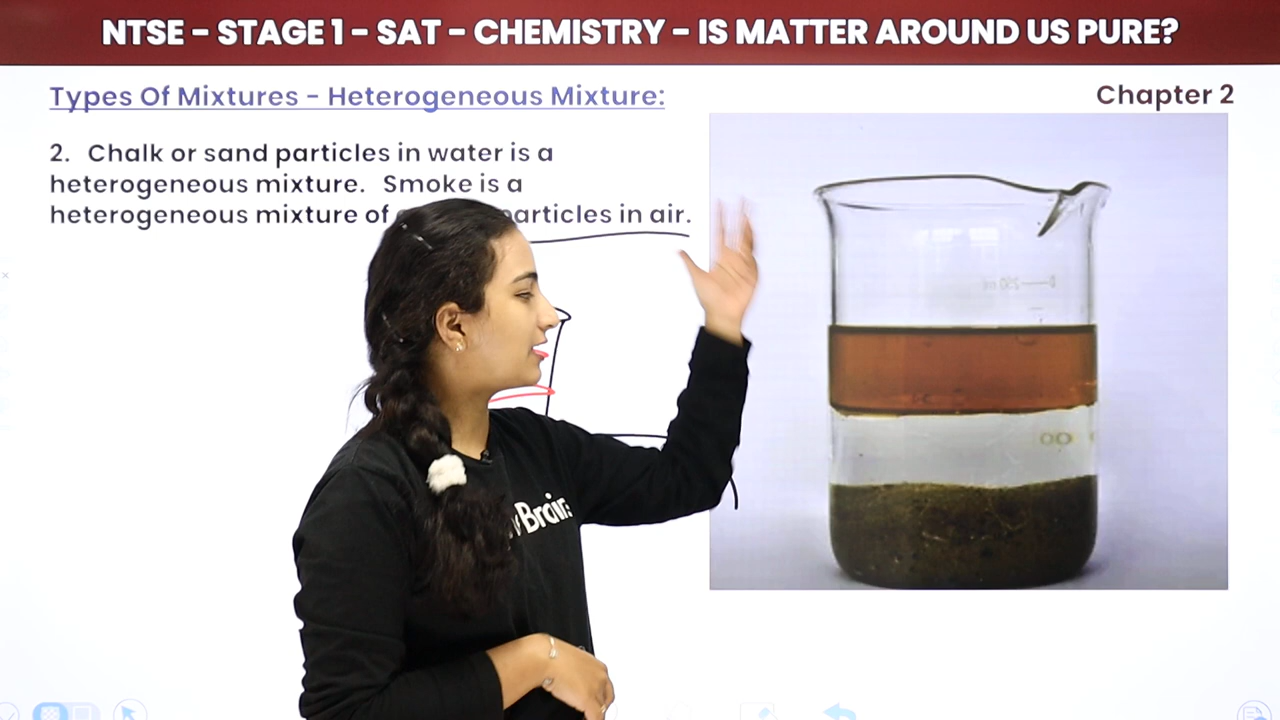 NTSE – STAGE 1 – SAT – CHEMISTRY – IS MATTER AROUND US PURE?
Types Of Mixtures – Heterogeneous Mixture:
Chapter 2
2. Chalk or sand particles in water is a
heterogeneous mixture. Smoke is a
heterogeneous mixture of particles in air.
Brain